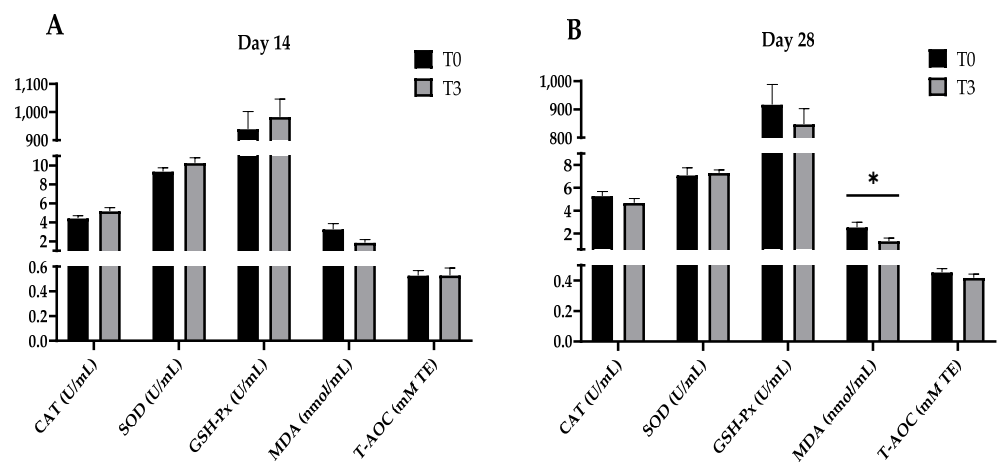 A
Day 14
T0
T3
1,100
1,000
900
10
8
6
4
2
0.6
0.4
0.2
0.0
CAT (U/mL)
SOD (U/mL)
GSH-Px (U/mL)
MDA (nmol/mL)
T-AOC (mM TE)
B
Day 28
T0
T3
1,000
900
800
8
6
4
2
*
0.4
0.2
0.0
CAT (U/mL)
SOD (U/mL)
GSH-Px (U/mL)
MDA (nmol/mL)
T-AOC (mM TE)